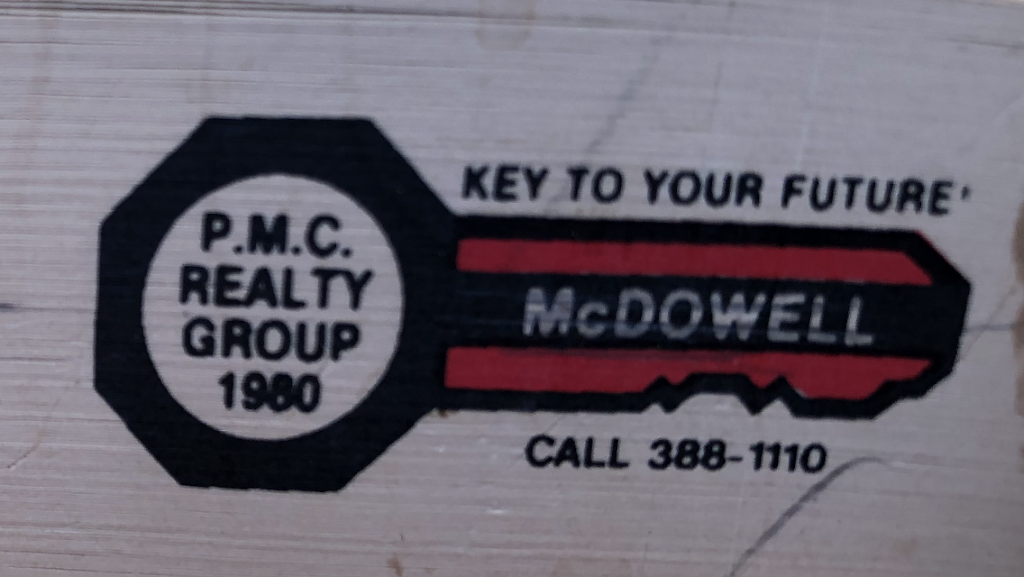 P.M.C.
REALTY
GROUP
1980
KEY TO YOUR FUTURE
McDOWELL
CALL 388-1110